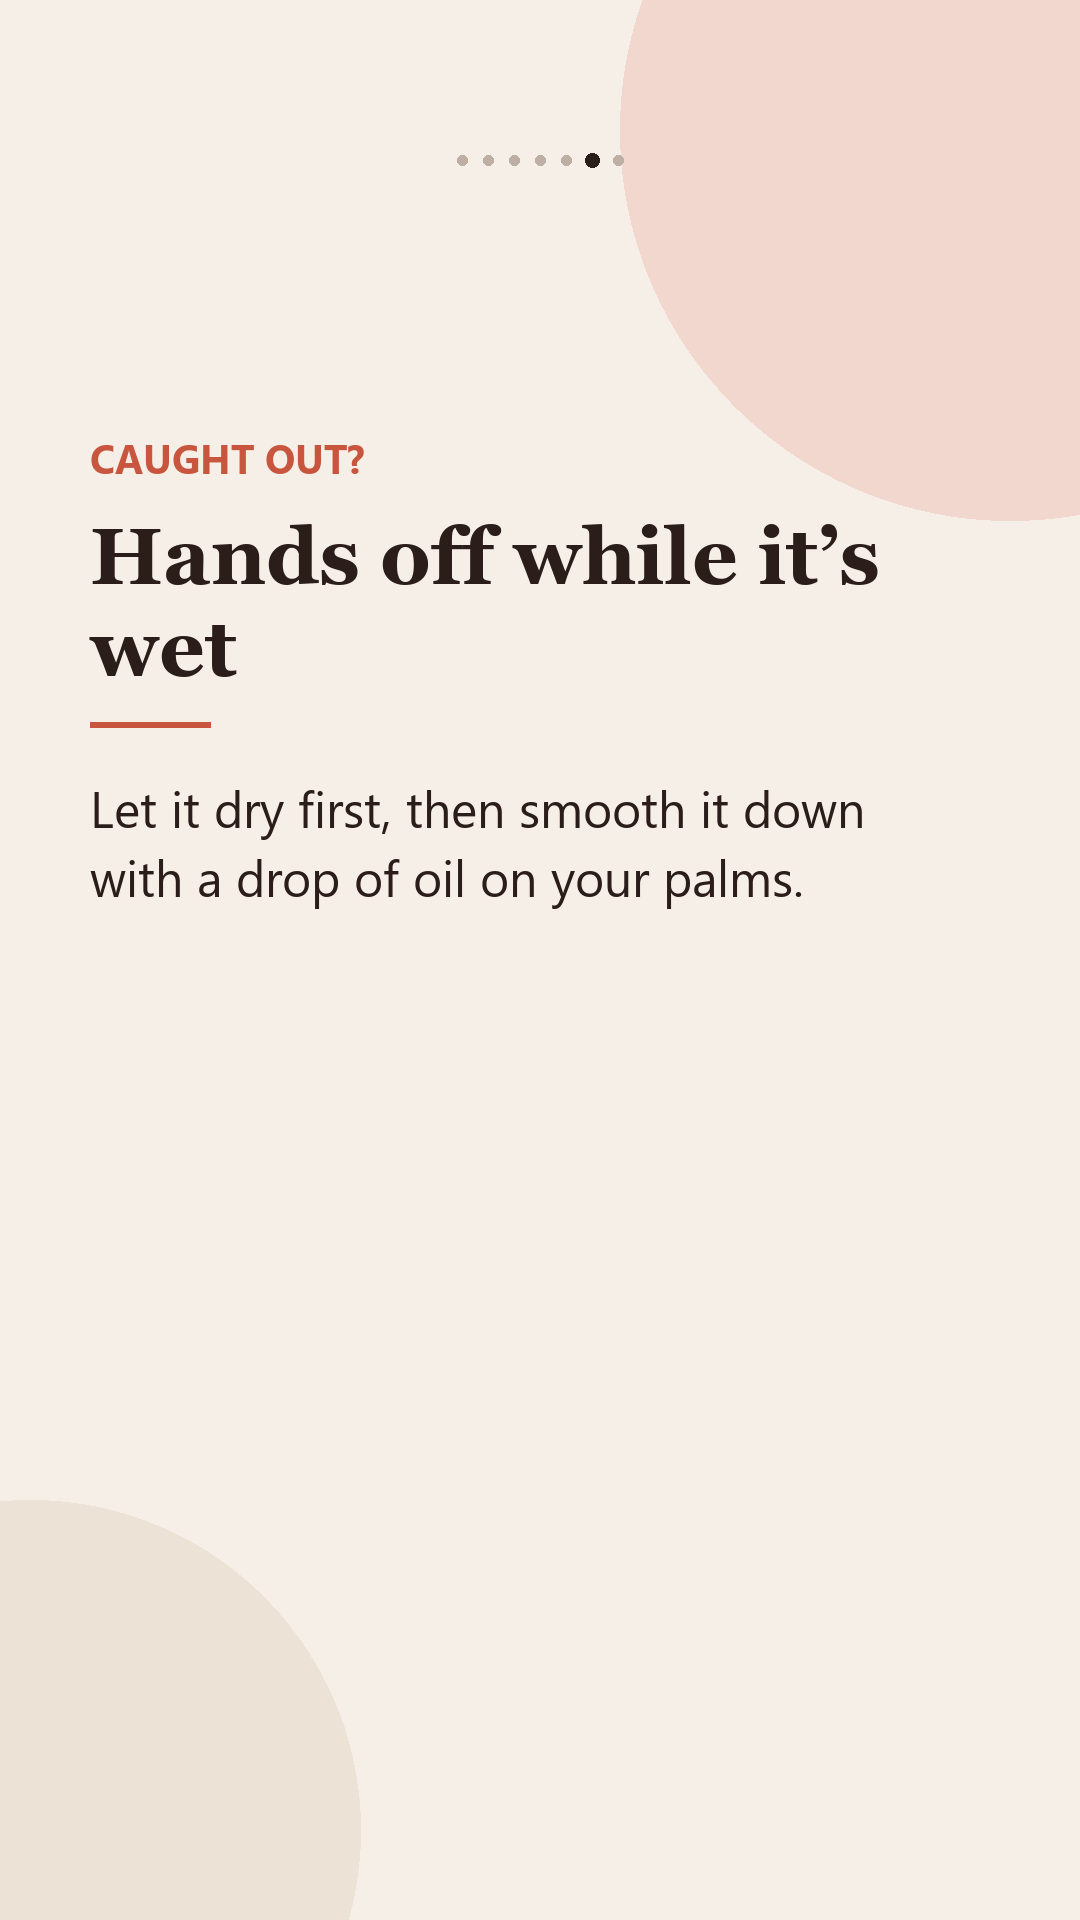 CAUGHT OUT?
Hands off while it’s
wet
Let it dry first, then smooth it down
with a drop of oil on your palms.